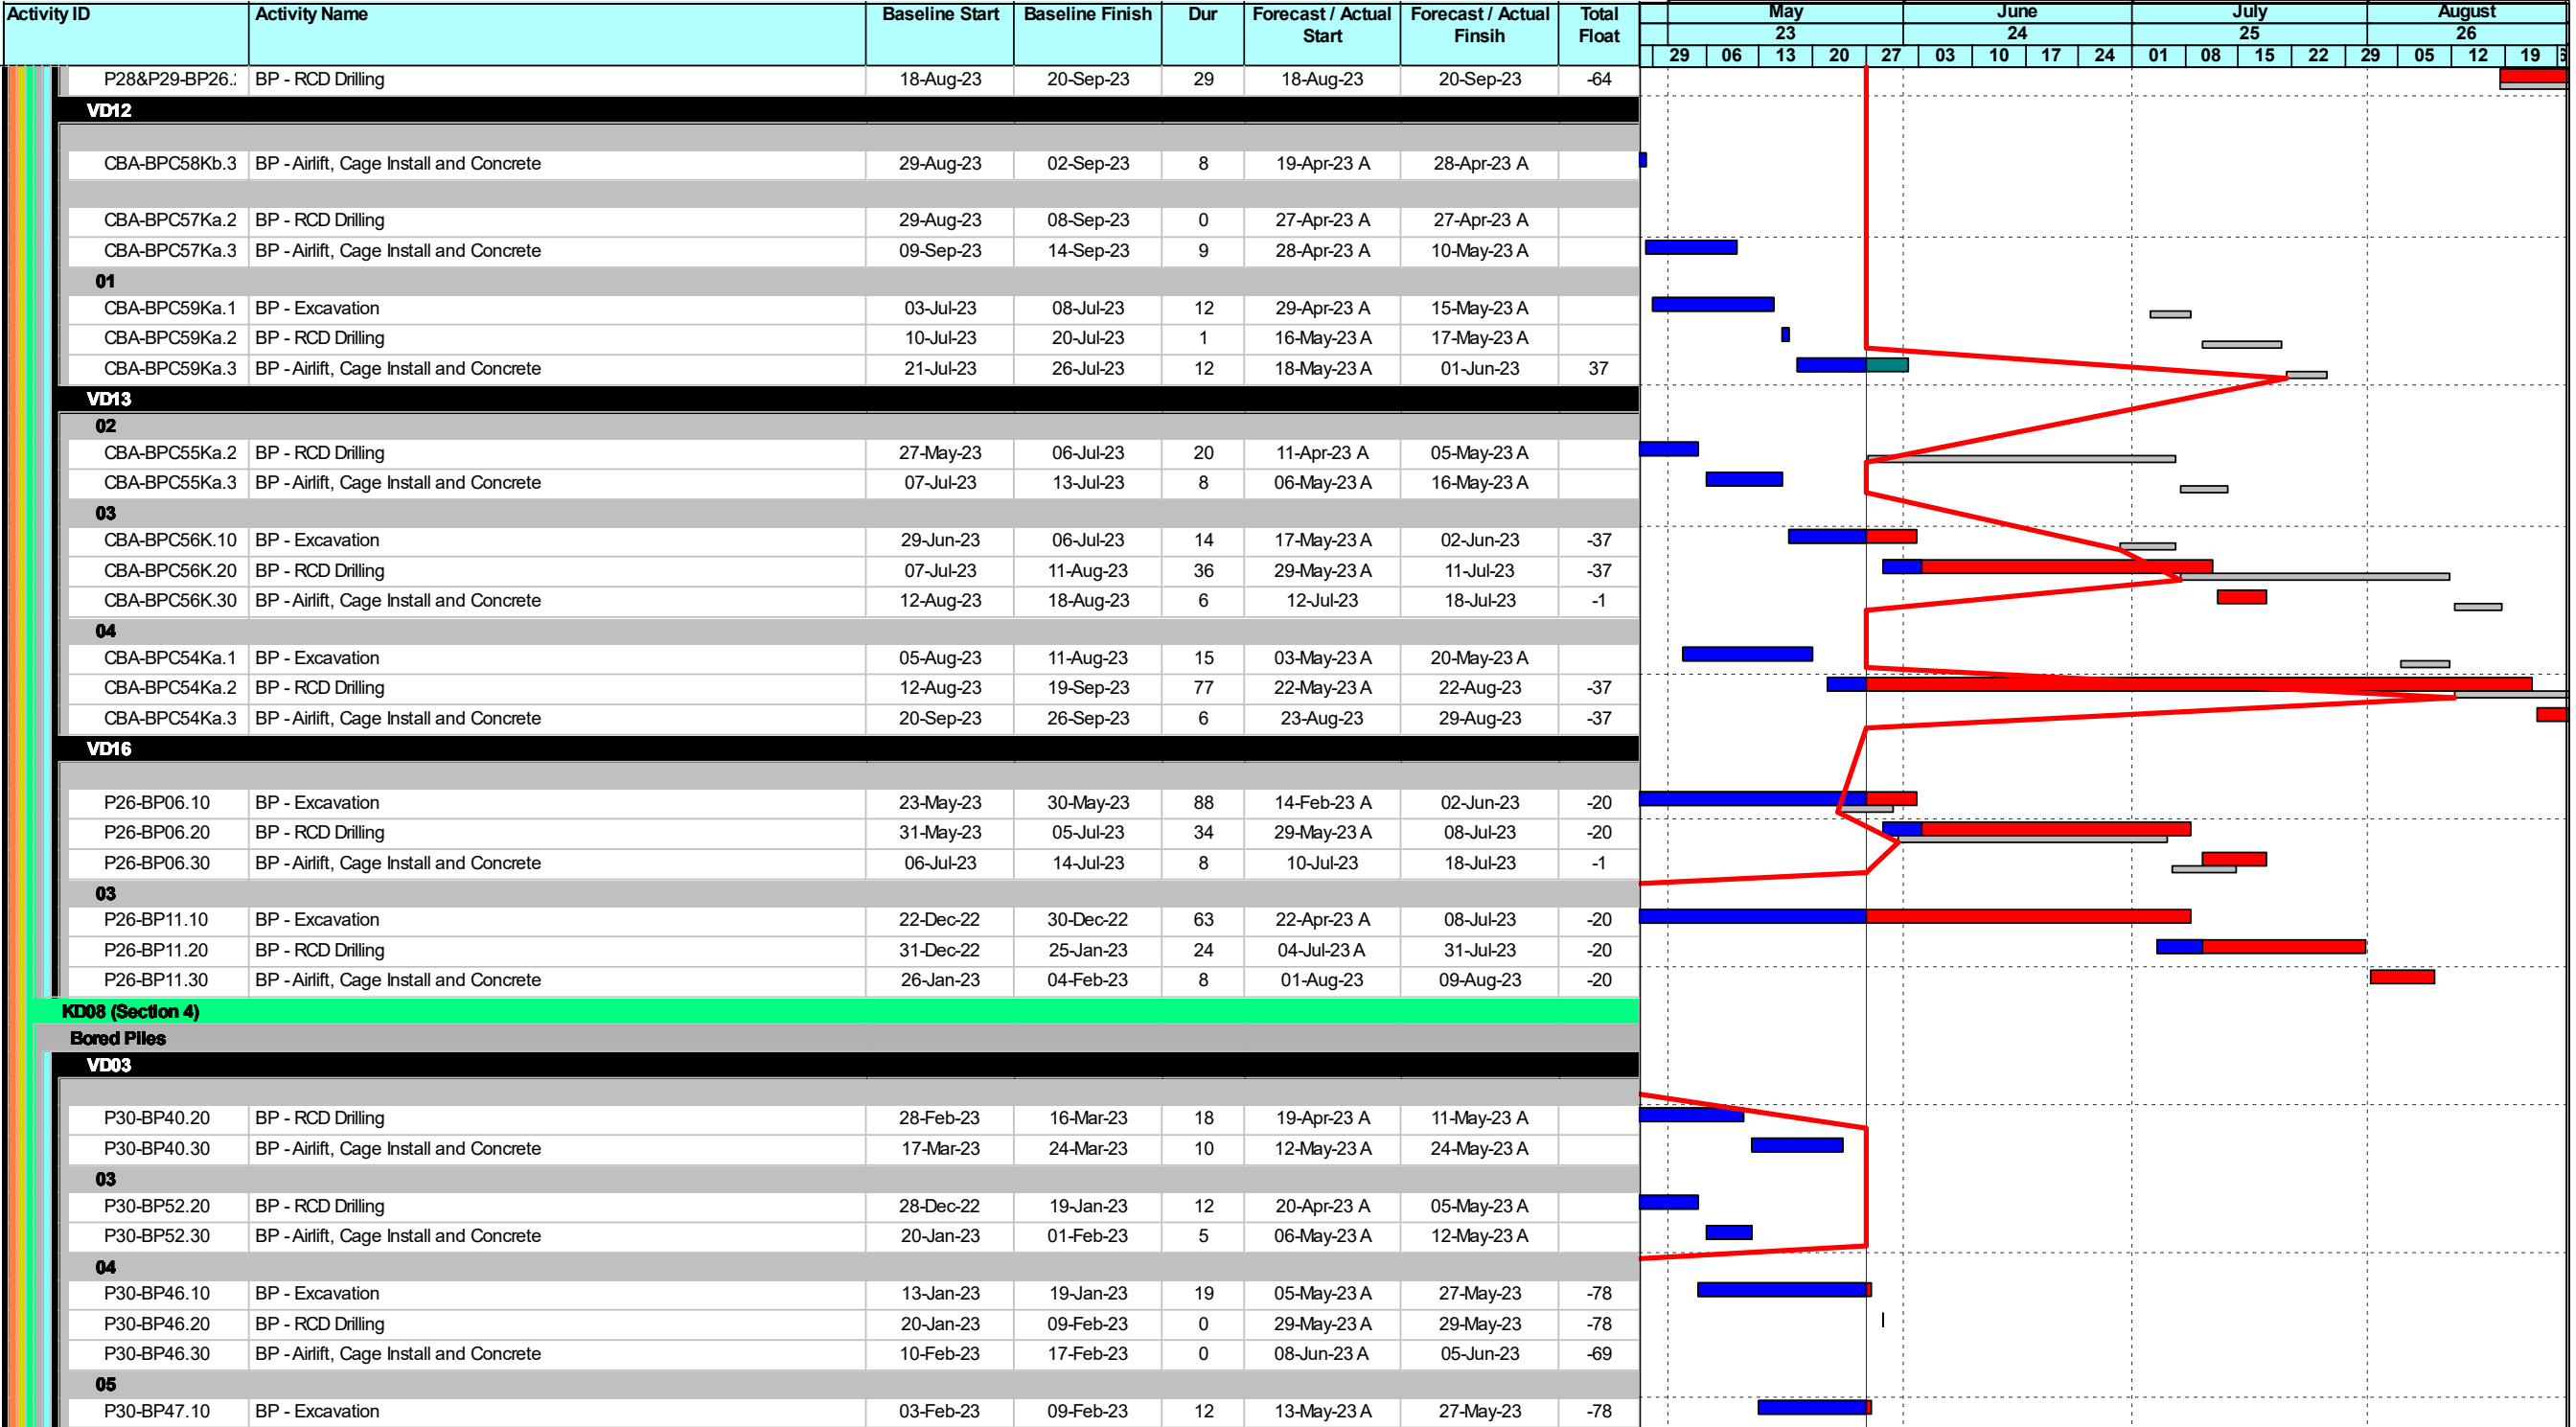 Activity ID Activity Name Baseline Start Baseline Finish Dur Forecast / Actual Start Forecast / Actual Finsih Total Float May June July August
23 24 25 26
29 06 13 20 27 03 10 17 24 01 08 15 22 29 05 12 19
P28&P29-BP26.: BP - RCD Drilling 18-Aug-23 20-Sep-23 29 18-Aug-23 20-Sep-23 -64
VD12
CBA-BPC58Kb.3 BP - Airlift, Cage Install and Concrete 29-Aug-23 02-Sep-23 8 19-Apr-23 A 28-Apr-23 A
CBA-BPC57Ka.2 BP - RCD Drilling 29-Aug-23 08-Sep-23 0 27-Apr-23 A 27-Apr-23 A
CBA-BPC57Ka.3 BP - Airlift, Cage Install and Concrete 09-Sep-23 14-Sep-23 9 28-Apr-23 A 10-May-23 A
01
CBA-BPC59Ka.1 BP - Excavation 03-Jul-23 08-Jul-23 12 29-Apr-23 A 15-May-23 A
CBA-BPC59Ka.2 BP - RCD Drilling 10-Jul-23 20-Jul-23 1 16-May-23 A 17-May-23 A
CBA-BPC59Ka.3 BP - Airlift, Cage Install and Concrete 21-Jul-23 26-Jul-23 12 18-May-23 A 01-Jun-23 37
VD13
02
CBA-BPC55Ka.2 BP - RCD Drilling 27-May-23 06-Jul-23 20 11-Apr-23 A 05-May-23 A
CBA-BPC55Ka.3 BP - Airlift, Cage Install and Concrete 07-Jul-23 13-Jul-23 8 06-May-23 A 16-May-23 A
03
CBA-BPC56K.10 BP - Excavation 29-Jun-23 06-Jul-23 14 17-May-23 A 02-Jun-23 -37
CBA-BPC56K.20 BP - RCD Drilling 07-Jul-23 11-Aug-23 36 29-May-23 A 11-Jul-23 -37
CBA-BPC56K.30 BP - Airlift, Cage Install and Concrete 12-Aug-23 18-Aug-23 6 12-Jul-23 18-Jul-23 -1
04
CBA-BPC54Ka.1 BP - Excavation 05-Aug-23 11-Aug-23 15 03-May-23 A 20-May-23 A
CBA-BPC54Ka.2 BP - RCD Drilling 12-Aug-23 19-Sep-23 77 22-May-23 A 22-Aug-23 -37
CBA-BPC54Ka.3 BP - Airlift, Cage Install and Concrete 20-Sep-23 26-Sep-23 6 23-Aug-23 29-Aug-23 -37
VD16
P26-BP06.10 BP - Excavation 23-May-23 30-May-23 88 14-Feb-23 A 02-Jun-23 -20
P26-BP06.20 BP - RCD Drilling 31-May-23 05-Jul-23 34 29-May-23 A 08-Jul-23 -20
P26-BP06.30 BP - Airlift, Cage Install and Concrete 06-Jul-23 14-Jul-23 8 10-Jul-23 18-Jul-23 -1
03
P26-BP11.10 BP - Excavation 22-Dec-22 30-Dec-22 63 22-Apr-23 A 08-Jul-23 -20
P26-BP11.20 BP - RCD Drilling 31-Dec-22 25-Jan-23 24 04-Jul-23 A 31-Jul-23 -20
P26-BP11.30 BP - Airlift, Cage Install and Concrete 26-Jan-23 04-Feb-23 8 01-Aug-23 09-Aug-23 -20
KD08 (Section 4)
Bored Piles
VD03
P30-BP40.20 BP - RCD Drilling 28-Feb-23 16-Mar-23 18 19-Apr-23 A 11-May-23 A
P30-BP40.30 BP - Airlift, Cage Install and Concrete 17-Mar-23 24-Mar-23 10 12-May-23 A 24-May-23 A
03
P30-BP52.20 BP - RCD Drilling 28-Dec-22 19-Jan-23 12 20-Apr-23 A 05-May-23 A
P30-BP52.30 BP - Airlift, Cage Install and Concrete 20-Jan-23 01-Feb-23 5 06-May-23 A 12-May-23 A
04
P30-BP46.10 BP - Excavation 13-Jan-23 19-Jan-23 19 05-May-23 A 27-May-23 -78
P30-BP46.20 BP - RCD Drilling 20-Jan-23 09-Feb-23 0 29-May-23 A 29-May-23 -78
P30-BP46.30 BP - Airlift, Cage Install and Concrete 10-Feb-23 17-Feb-23 0 08-Jun-23 A 05-Jun-23 -69
05
P30-BP47.10 BP - Excavation 03-Feb-23 09-Feb-23 12 13-May-23 A 27-May-23 -78